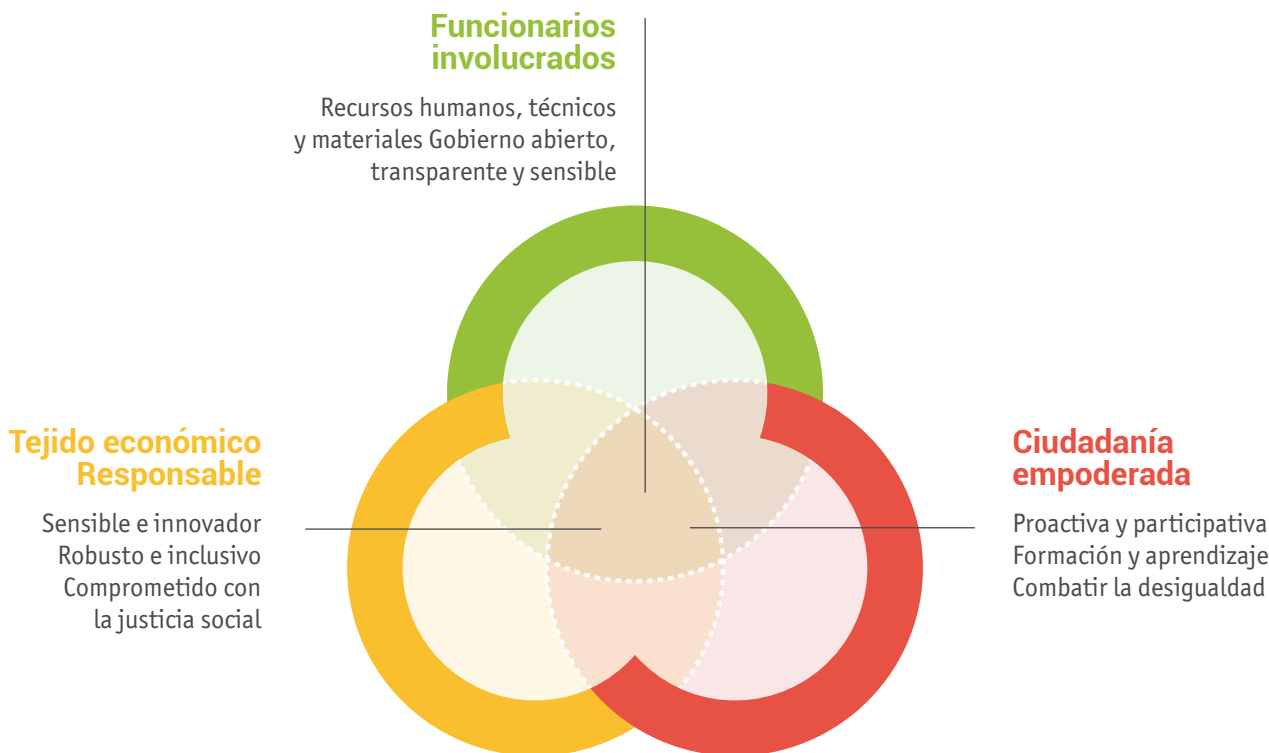 Funcionarios
involucrados
Recursos humanos, técnicos
y materiales Gobierno abierto,
transparente y sensible
Tejido económico
Responsable
Sensible e innovador
Robusto e inclusivo
Comprometido con
la justicia social
Ciudadanía
empoderada
Proactiva y participativa
Formación y aprendizaje
Combatir la desigualdad